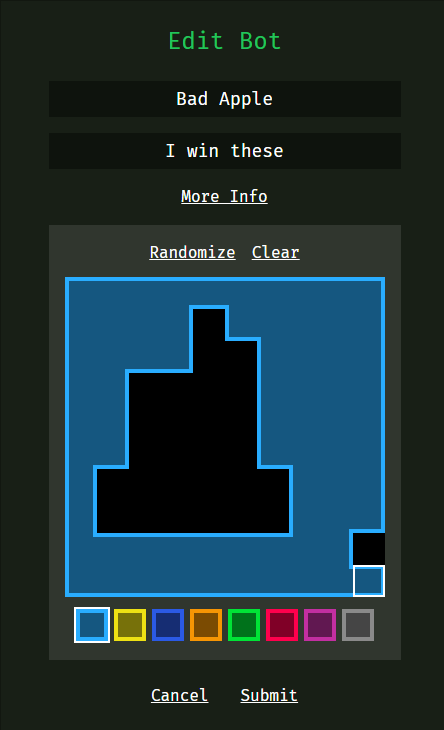 Edit Bot
Bad Apple
I win these
More Info
Randomize Clear
Cancel Submit